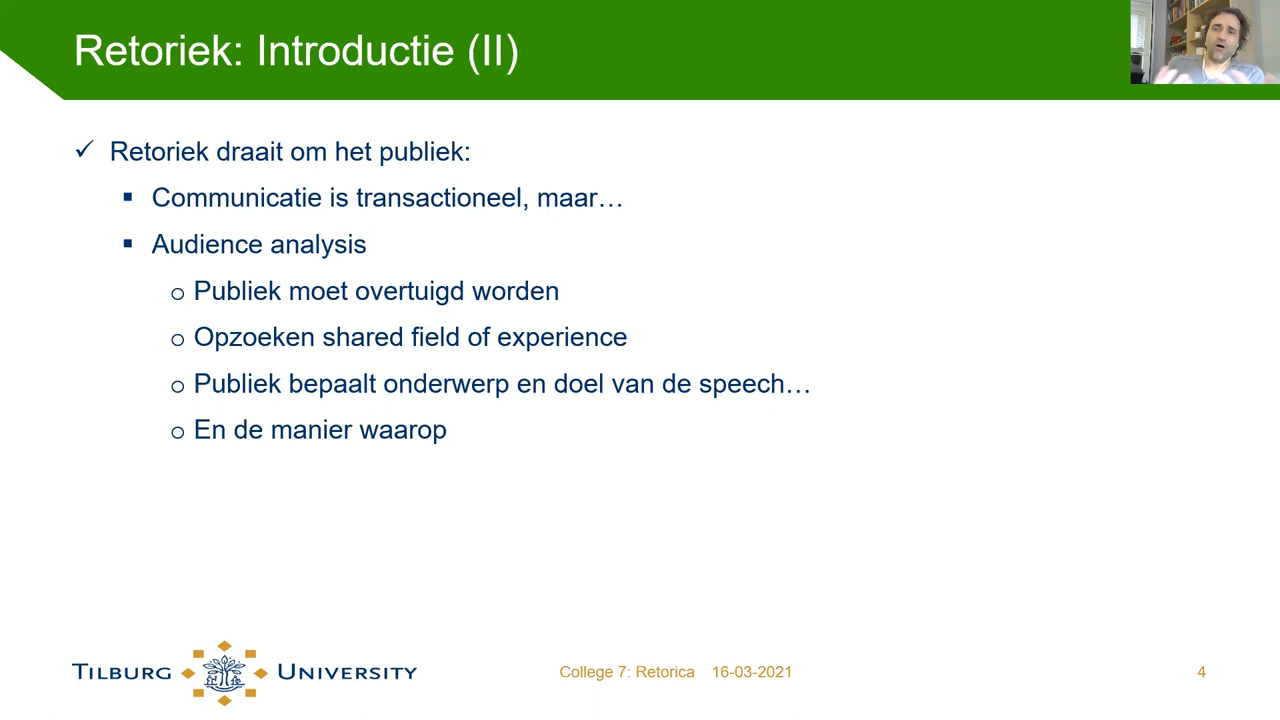 Retoriek: Introductie (II)
✓ Retoriek draait om het publiek:
▪ Communicatie is transactioneel, maar…
▪ Audience analysis
o Publiek moet overtuigd worden
o Opzoeken shared field of experience
o Publiek bepaalt onderwerp en doel van de speech…
o En de manier waarop
TILBURG UNIVERSITY
College 7: Retorica 16-03-2021
4